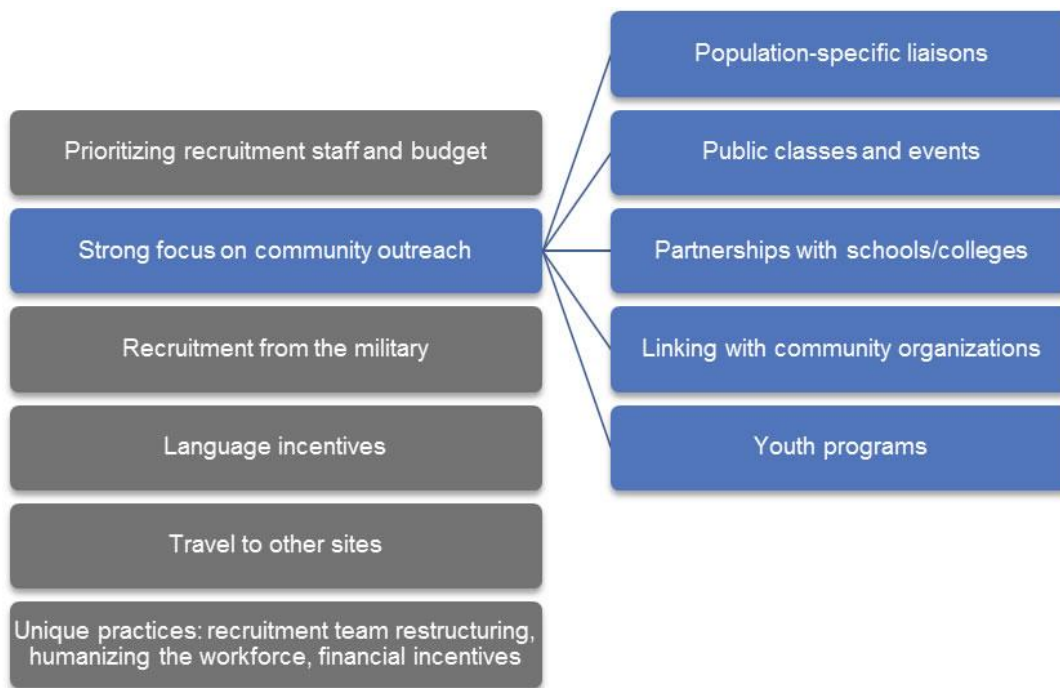 Prioritizing recruitment staff and budget
Strong focus on community outreach
Recruitment from the military
Language incentives
Travel to other sites
Unique practices: recruitment team restructuring,
humanizing the workforce, financial incentives
Population-specific liaisons
Public classes and events
Partnerships with schools/colleges
Linking with community organizations
Youth programs